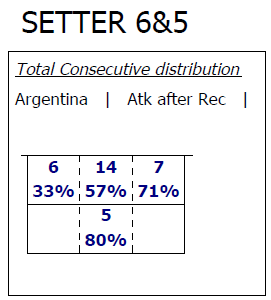 SETTER 6&5
Total Consecutive distribution
Argentina | Atk after Rec |
6 14 7
33% 57% 71%
5
80%